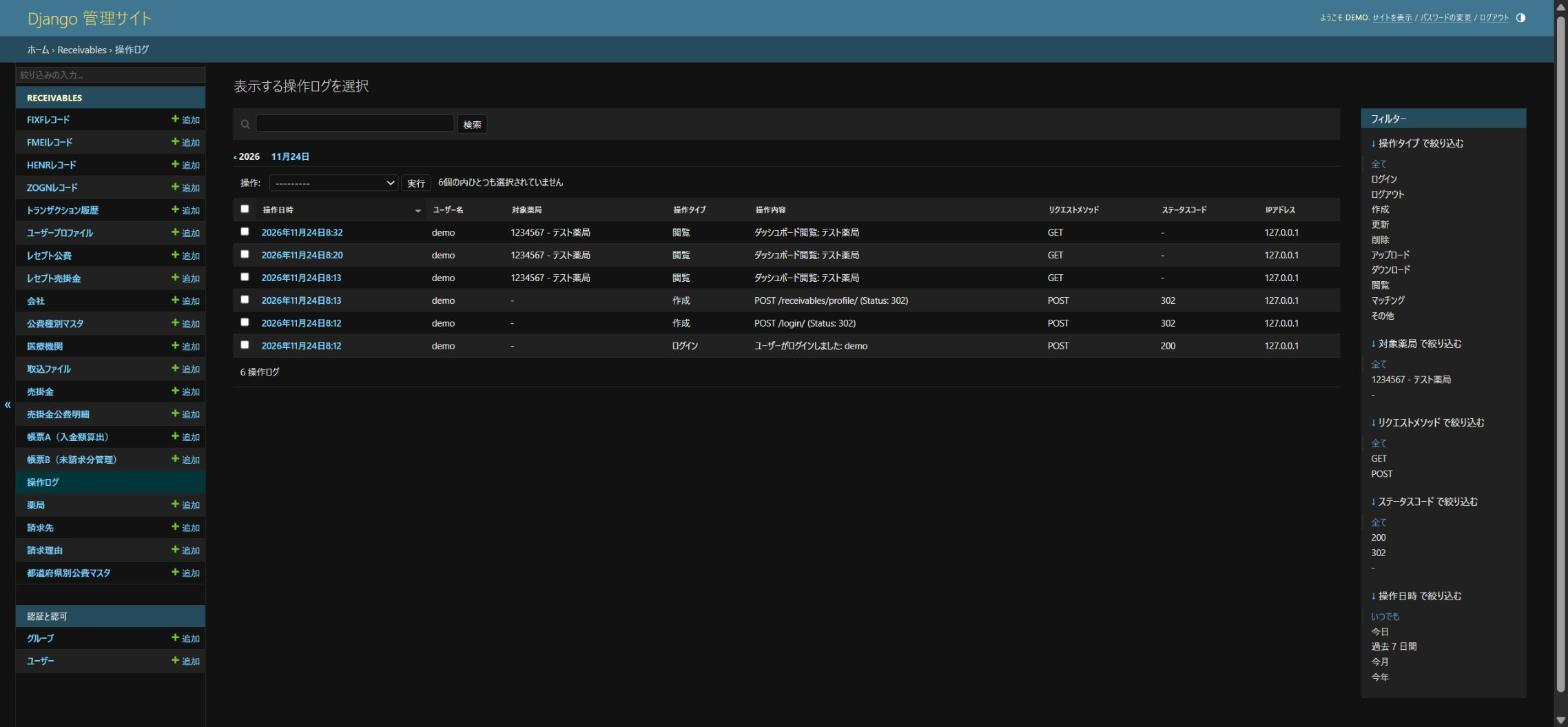 Django 管理サイト
ようこそ DEMO. サイトを表示 / パスワードの変更 / ログアウト
ホーム › Receivables › 操作ログ
絞り込みの入力...
RECEIVABLES
FIXFレコード 追加
FMEIレコード 追加
HENRレコード 追加
ZOGNレコード 追加
トランザクション履歴 追加
ユーザープロファイル 追加
レセプト公費 追加
レセプト売掛金 追加
会社 追加
公費種別マスタ 追加
医療機関 追加
取込ファイル 追加
売掛金 追加
売掛金公費明細 追加
帳票A（入金額算出） 追加
帳票B（未請求分管理） 追加
操作ログ
薬局 追加
請求先 追加
請求理由 追加
都道府県別公費マスタ 追加
認証と認可
グループ 追加
ユーザー 追加
«
表示する操作ログを選択
検索
‹ 2026 11月24日
操作: --------- 実行 6個の内ひとつも選択されていません
操作日時 ユーザー名 対象薬局 操作タイプ 操作内容 リクエストメソッド ステータスコード IPアドレス
2026年11月24日8:32 demo 1234567 - テスト薬局 閲覧 ダッシュボード閲覧: テスト薬局 GET - 127.0.0.1
2026年11月24日8:20 demo 1234567 - テスト薬局 閲覧 ダッシュボード閲覧: テスト薬局 GET - 127.0.0.1
2026年11月24日8:13 demo 1234567 - テスト薬局 閲覧 ダッシュボード閲覧: テスト薬局 GET - 127.0.0.1
2026年11月24日8:13 demo - 作成 POST /receivables/profile/ (Status: 302) POST 302 127.0.0.1
2026年11月24日8:12 demo - 作成 POST /login/ (Status: 302) POST 302 127.0.0.1
2026年11月24日8:12 demo - ログイン ユーザーがログインしました: demo POST 200 127.0.0.1
6 操作ログ
フィルター
↓ 操作タイプ で絞り込む
全て
ログイン
ログアウト
作成
更新
削除
アップロード
ダウンロード
閲覧
マッチング
その他
↓ 対象薬局 で絞り込む
全て
1234567 - テスト薬局
-
↓ リクエストメソッド で絞り込む
全て
GET
POST
↓ ステータスコード で絞り込む
全て
200
302
-
↓ 操作日時 で絞り込む
いつでも
今日
過去 7 日間
今月
今年